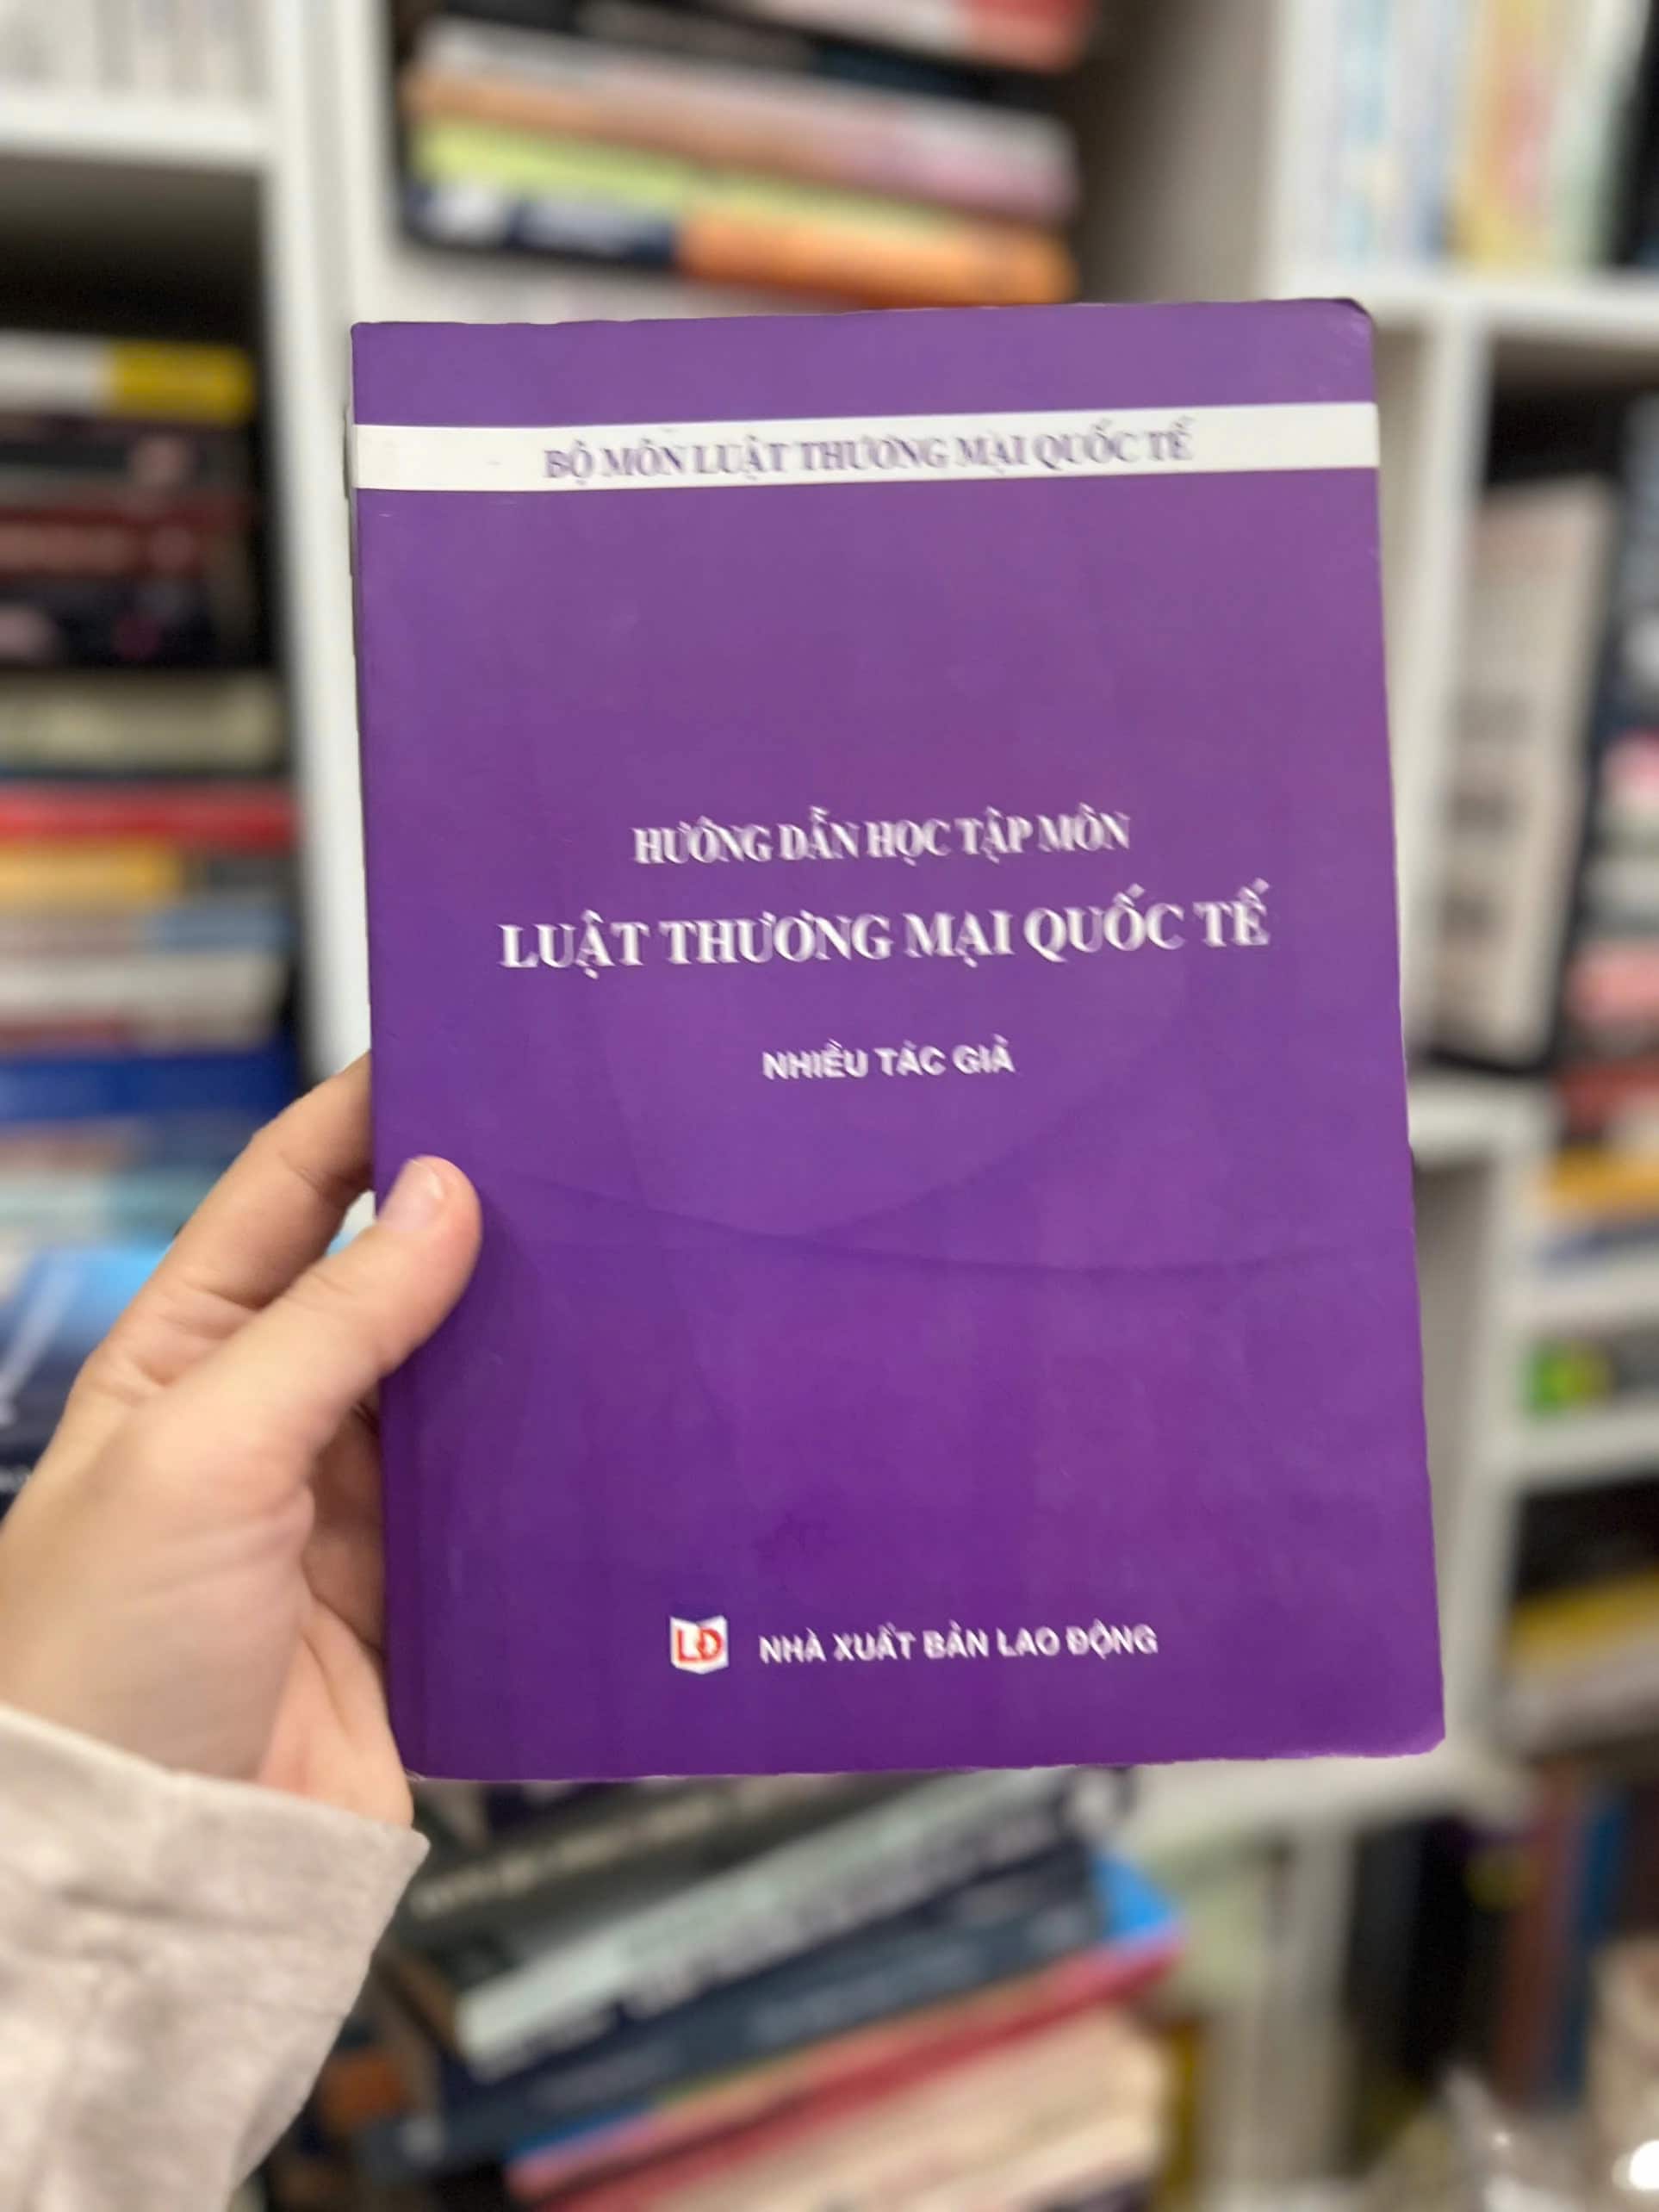 BỘ MÔN LUẬT THƯƠNG MẠI QUỐC TẾ
HƯỚNG DẪN HỌC TẬP MÔN
LUẬT THƯƠNG MẠI QUỐC TẾ
NHIỀU TÁC GIẢ
LĐ NHÀ XUẤT BẢN LAO ĐỘNG